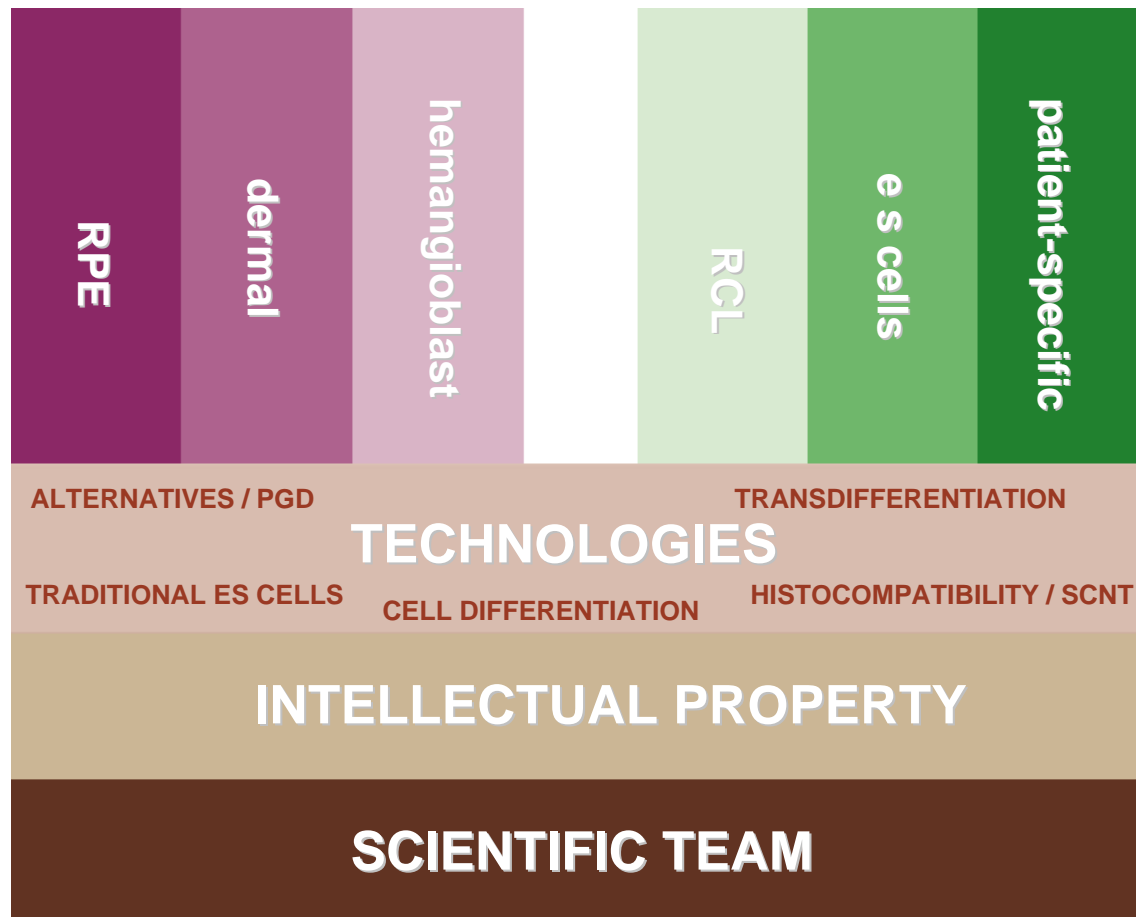 RPE
dermal
hemangioblast
RCL
e s cells
patient-specific
ALTERNATIVES / PGD
TRANSDIFFERENTIATION
TECHNOLOGIES
TRADITIONAL ES CELLS
CELL DIFFERENTIATION
HISTOCOMPATIBILITY / SCNT
INTELLECTUAL PROPERTY
SCIENTIFIC TEAM